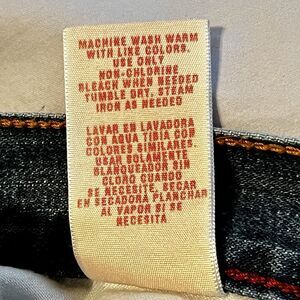 MACHINE WASH WARM
WITH LIKE COLORS.
USE ONLY
NON-CHLORINE
BLEACH WHEN NEEDED
TUMBLE DRY, STEAM
IRON AS NEEDED
LAVAR EN LAVADORA
CON AGUA TIBIA CON
COLORES SIMILARES.
USAR SOLAMENTE
BLANQUEADOR SIN
CLORO CUANDO
SE NECESITE, SECAR
EN SECADORA PLANCHAR
AL VAPOR SI SE
NECESITA